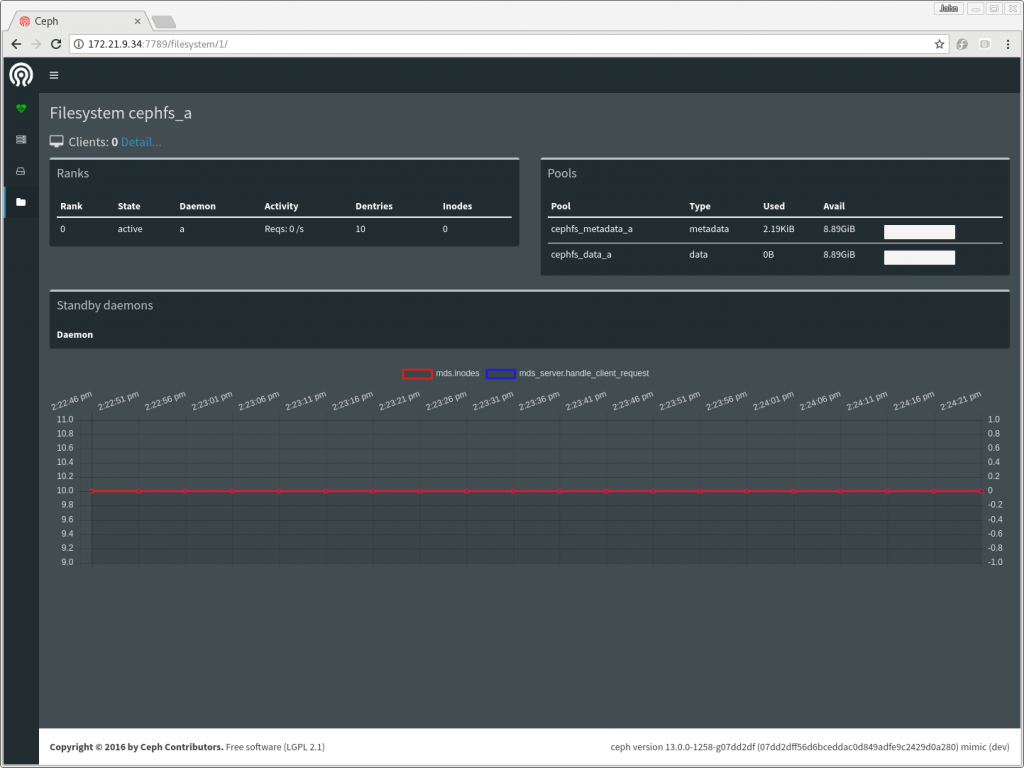 John
Ceph
172.21.9.34:7789/filesystem/1/
Filesystem cephfs_a
Clients: 0 Detail...
Ranks
Rank State Daemon Activity Dentries Inodes
0 active a Reqs: 0 /s 10 0
Pools
Pool Type Used Avail
cephfs_metadata_a metadata 2.19KiB 8.89GiB
cephfs_data_a data 0B 8.89GiB
Standby daemons
Daemon
mds.inodes mds_server.handle_client_request
2:22:46 pm 2:22:51 pm 2:22:56 pm 2:23:01 pm 2:23:06 pm 2:23:11 pm 2:23:16 pm 2:23:21 pm 2:23:26 pm 2:23:31 pm 2:23:36 pm 2:23:41 pm 2:23:46 pm 2:23:51 pm 2:23:56 pm 2:24:01 pm 2:24:06 pm 2:24:11 pm 2:24:16 pm 2:24:21 pm
11.0 1.0
10.8 0.8
10.6 0.6
10.4 0.4
10.2 0.2
10.0 0
9.8 -0.2
9.6 -0.4
9.4 -0.6
9.2 -0.8
9.0 -1.0
Copyright © 2016 by Ceph Contributors. Free software (LGPL 2.1)
ceph version 13.0.0-1258-g07dd2df (07dd2dff56d6bceddac0d849adfe9c2429d0a280) mimic (dev)